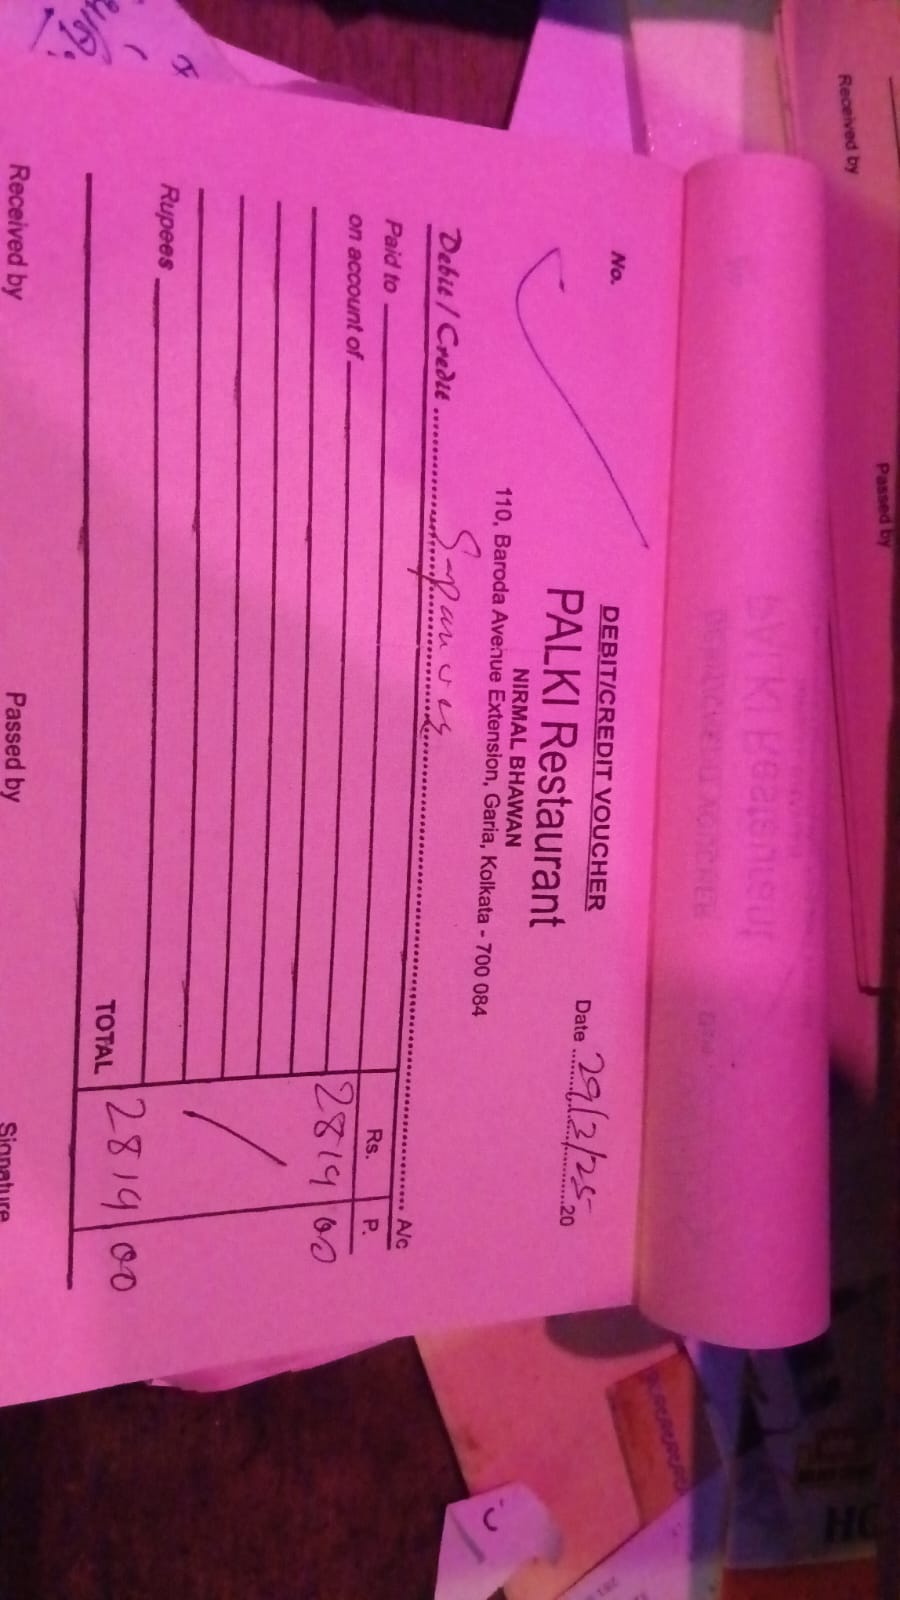 Received by
Passed by
No.
DEBIT/CREDIT VOUCHER
PALKI Restaurant
Date 29/3/25 20
NIRMAL BHAWAN
110, Baroda Avenue Extension, Garia, Kolkata - 700 084
Debit / Credit A/c
Paid to
Rs. P.
on account of
2819 00
Rupees
TOTAL 2819 00
Received by Passed by Signature